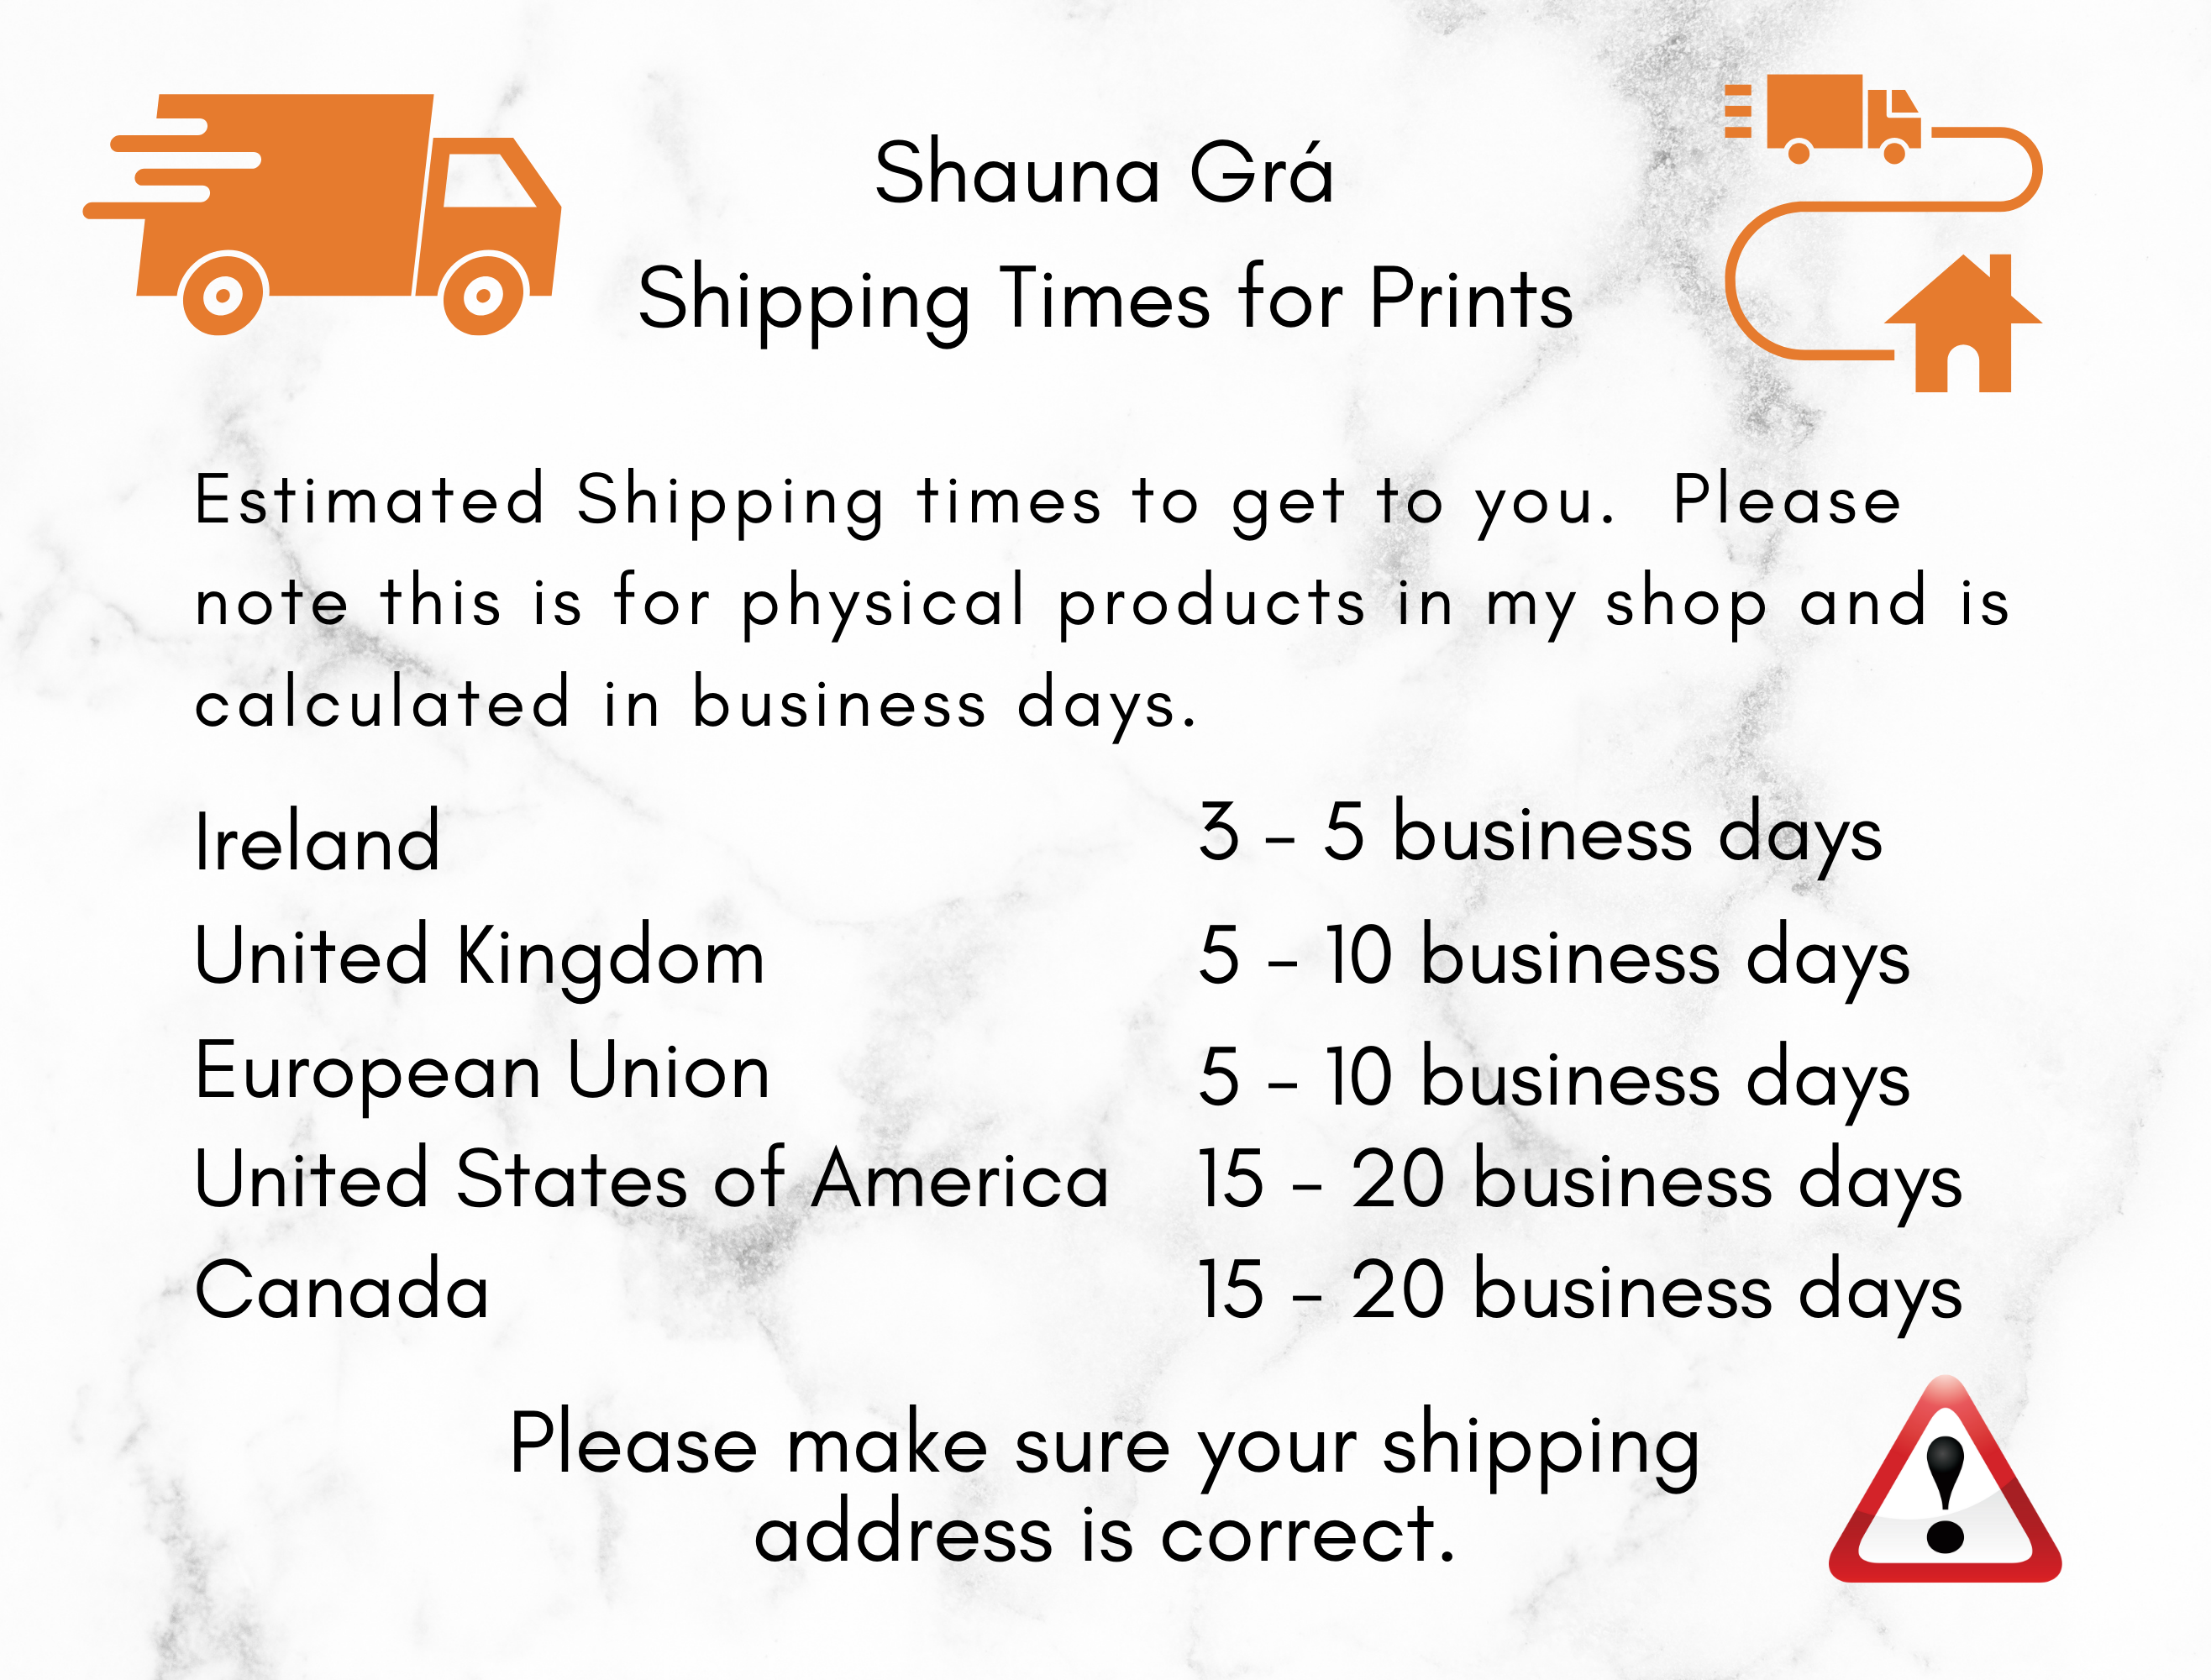 Shauna Grá
Shipping Times for Prints
Estimated Shipping times to get to you.  Please
note this is for physical products in my shop and is
calculated in business days.
Ireland 3 - 5 business days
United Kingdom 5 - 10 business days
European Union 5 - 10 business days
United States of America 15 - 20 business days
Canada 15 - 20 business days
Please make sure your shipping
address is correct.